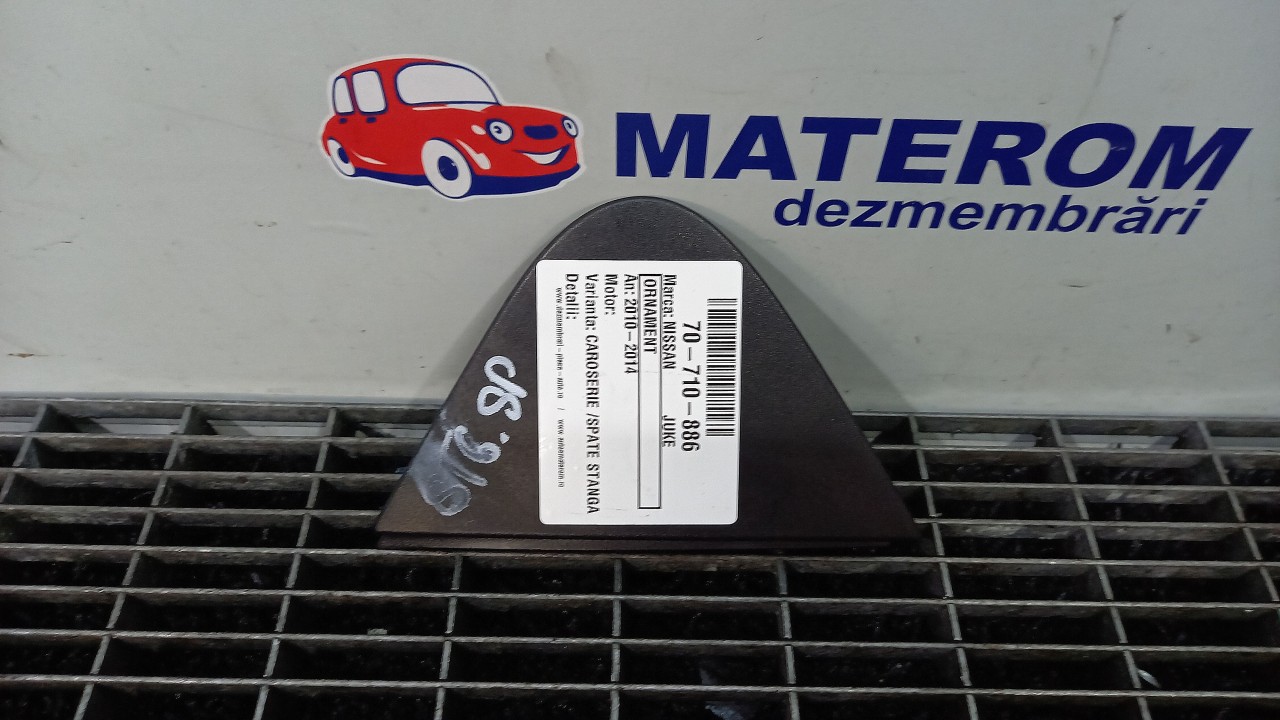 MATEROM
dezmembrări
70-710-886
Marca: NISSAN JUKE
ORNAMENT
An: 2010-2014
Motor:
Varianta: CAROSERIE /SPATE STANGA
Detalii: